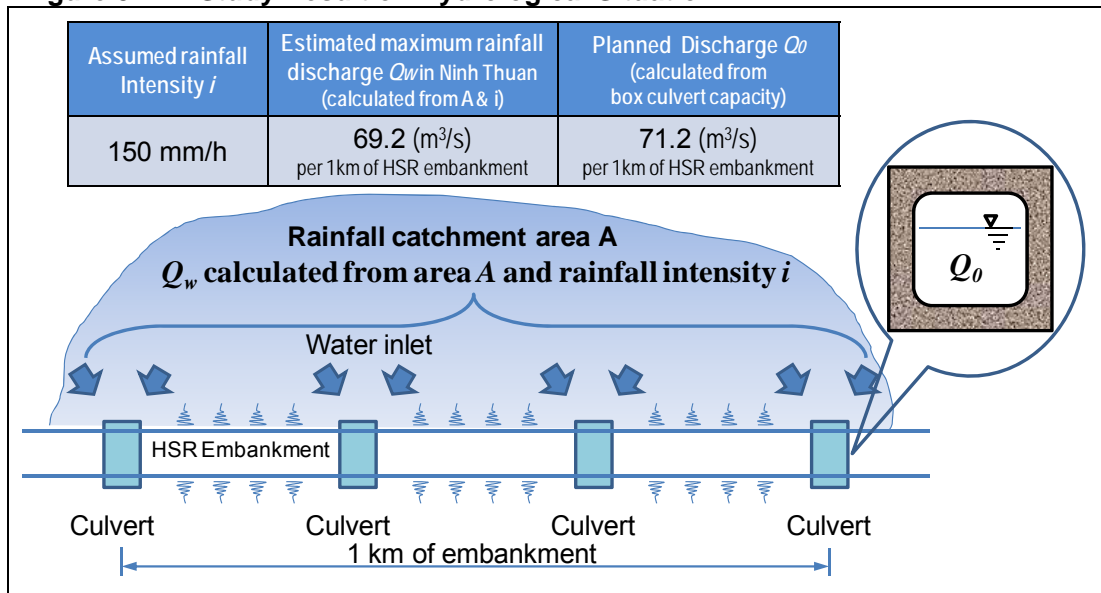 Assumed rainfall
Intensity i
Estimated maximum rainfall
discharge Qw in Ninh Thuan
(calculated from A & i)
Planned Discharge Q0
(calculated from
box culvert capacity)
150 mm/h
69.2 (m³/s)
per 1km of HSR embankment
71.2 (m³/s)
per 1km of HSR embankment
Rainfall catchment area A
Qw calculated from area A and rainfall intensity i
Q0
Water inlet
HSR Embankment
Culvert
Culvert
Culvert
Culvert
1 km of embankment